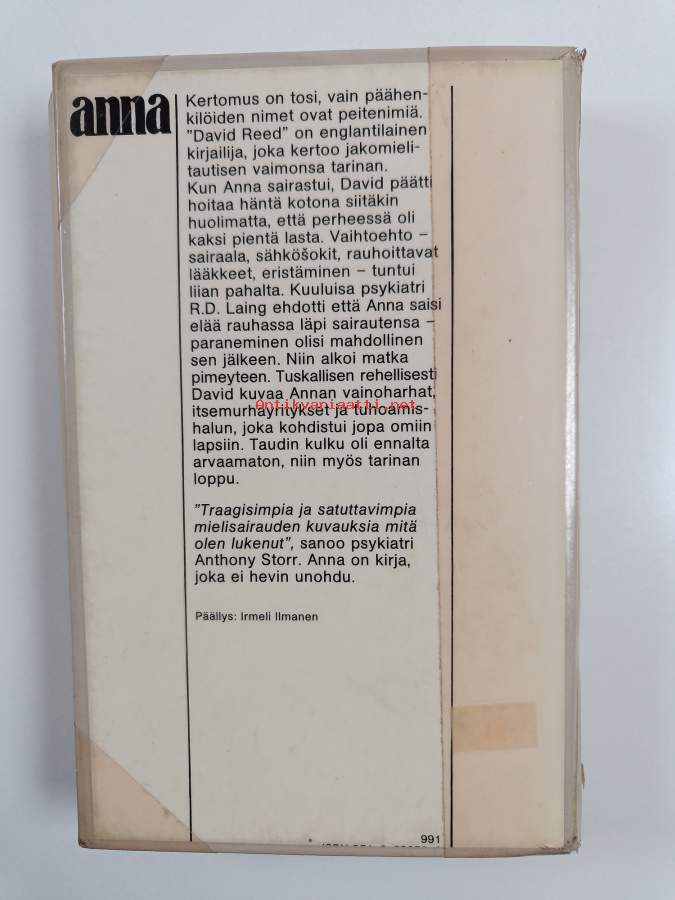 anna
Kertomus on tosi, vain päähen-
kilöiden nimet ovat peitenimiä.
"David Reed" on englantilainen
kirjailija, joka kertoo jakomieli-
tautisen vaimonsa tarinan.
Kun Anna sairastui, David päätti
hoitaa häntä kotona siitäkin
huolimatta, että perheessä oli
kaksi pientä lasta. Vaihtoehto –
sairaala, sähköšokit, rauhoittavat
lääkkeet, eristäminen – tuntui
liian pahalta. Kuuluisa psykiatri
R.D. Laing ehdotti että Anna saisi
elää rauhassa läpi sairautensa –
paraneminen olisi mahdollinen
sen jälkeen. Niin alkoi matka
pimeyteen. Tuskallisen rehellisesti
David kuvaa Annan vainoharhat,
Antikvariaatti.net
itsemurhayritykset ja tuhoamis-
halun, joka kohdistui jopa omiin
lapsiin. Taudin kulku oli ennalta
arvaamaton, niin myös tarinan
loppu.
"Traagisimpia ja satuttavimpia
mielisairauden kuvauksia mitä
olen lukenut", sanoo psykiatri
Anthony Storr. Anna on kirja,
joka ei hevin unohdu.
Päällys: Irmeli Ilmanen
991